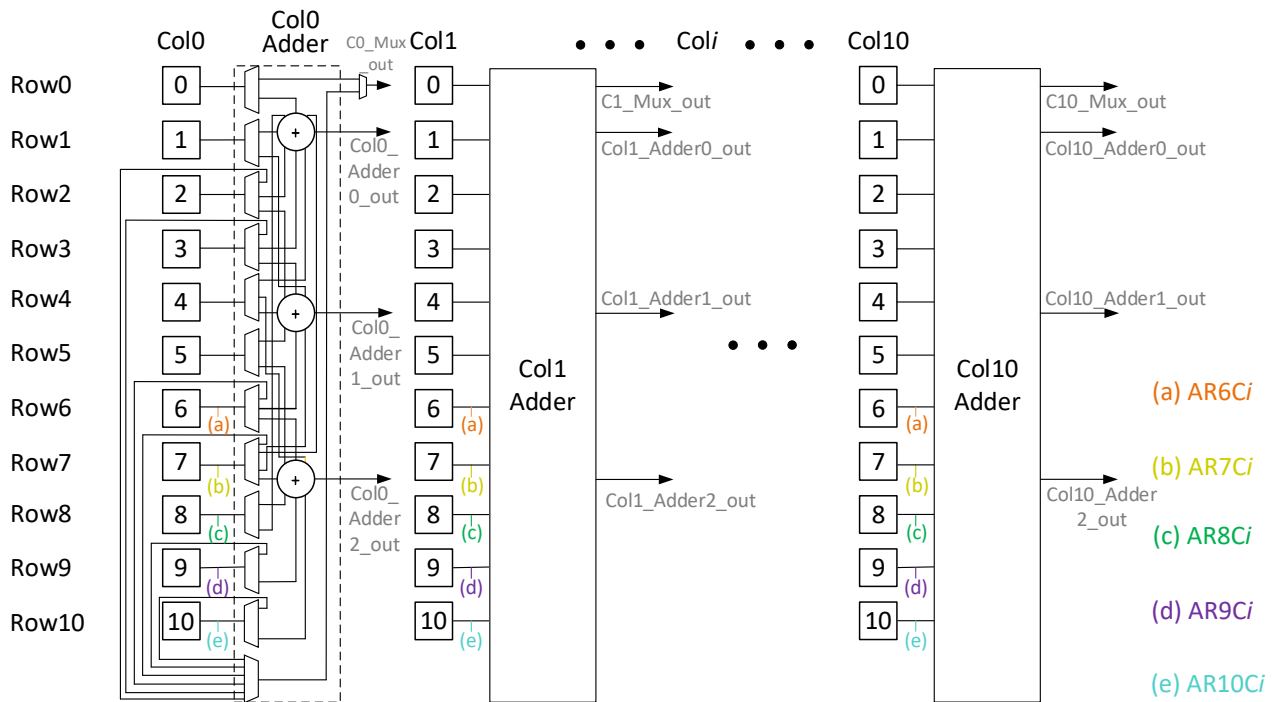 Col0
Col0
Adder
C0_Mux
_out
Col1
• • • Coli • • •
Col10
Row0
0
0
C1_Mux_out
0
C10_Mux_out
Row1
1
+
Col0_
Adder
0_out
1
Col1_Adder0_out
1
Col10_Adder0_out
Row2
2
2
2
Row3
3
3
3
Row4
4
+
Col0_
Adder
1_out
4
Col1_Adder1_out
4
Col10_Adder1_out
Row5
5
5
• • •
5
Col1
Adder
Col10
Adder
Row6
6
(a)
6
(a)
6
(a)
(a) AR6Ci
Row7
7
(b)
+
Col0_
Adder
2_out
7
(b)
Col1_Adder2_out
7
(b)
Col10_Adder
2_out
(b) AR7Ci
Row8
8
(c)
8
(c)
8
(c)
(c) AR8Ci
Row9
9
(d)
9
(d)
9
(d)
(d) AR9Ci
Row10
10
(e)
10
(e)
10
(e)
(e) AR10Ci